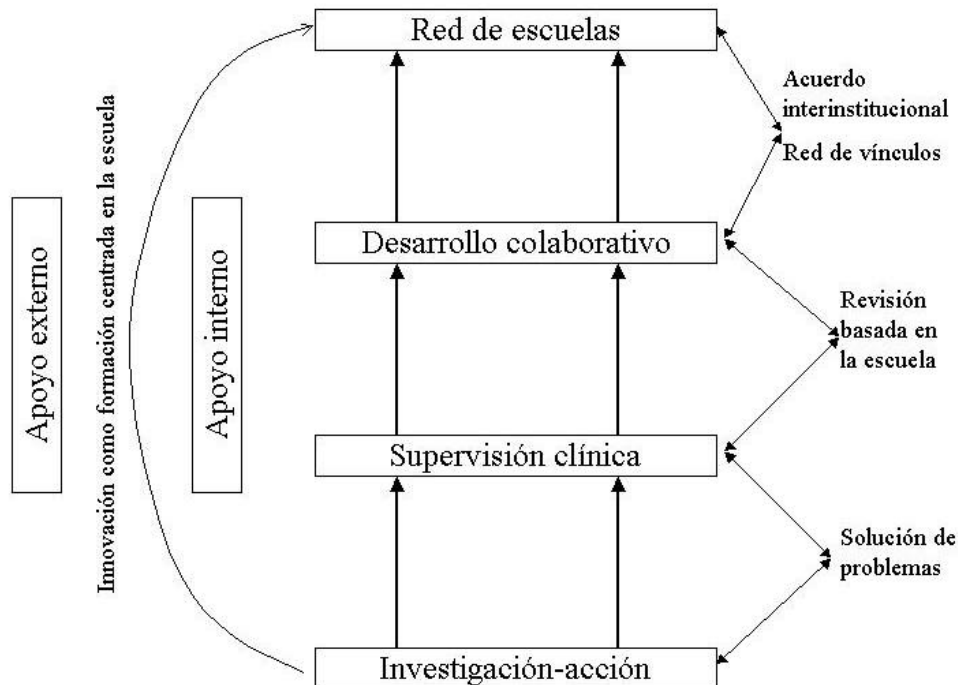 Red de escuelas
Acuerdo
interinstitucional
Red de vínculos
Apoyo externo
Innovación como formación centrada en la escuela
Apoyo interno
Desarrollo colaborativo
Revisión
basada en
la escuela
Supervisión clínica
Solución de
problemas
Investigación-acción